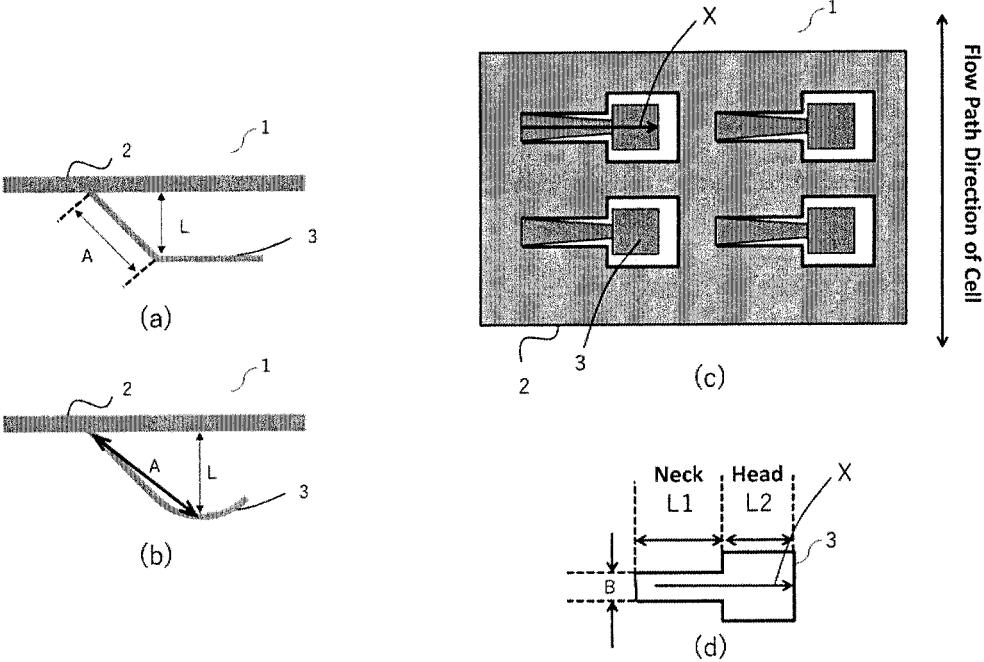 1
2
A
L
3
(a)
1
2
A
L
3
(b)
X
1
2
3
(c)
Flow Path Direction of Cell
Neck Head
L1 L2
X
3
B
(d)